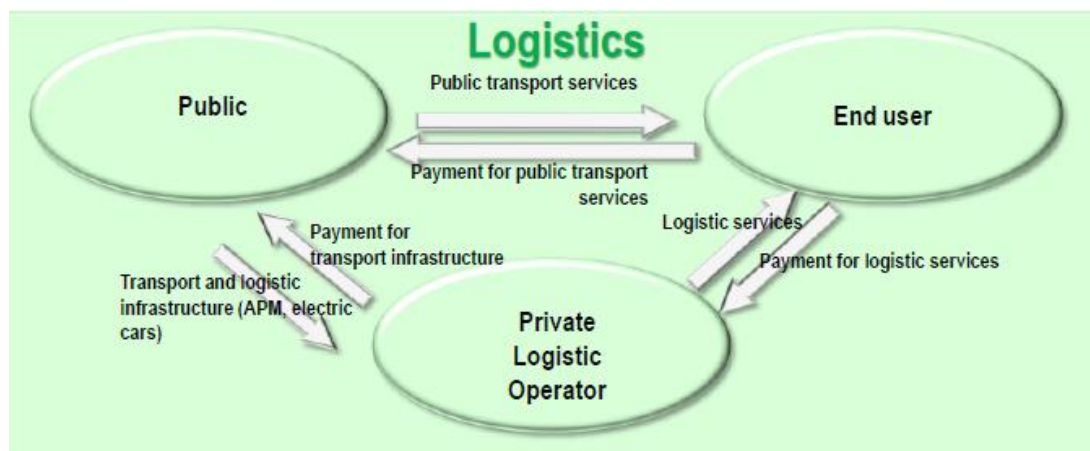 Logistics
Public transport services
Public
End user
Payment for public transport
services
Logistic services
Payment for
transport infrastructure
Payment for logistic services
Transport and logistic
infrastructure (APM, electric
cars)
Private
Logistic
Operator